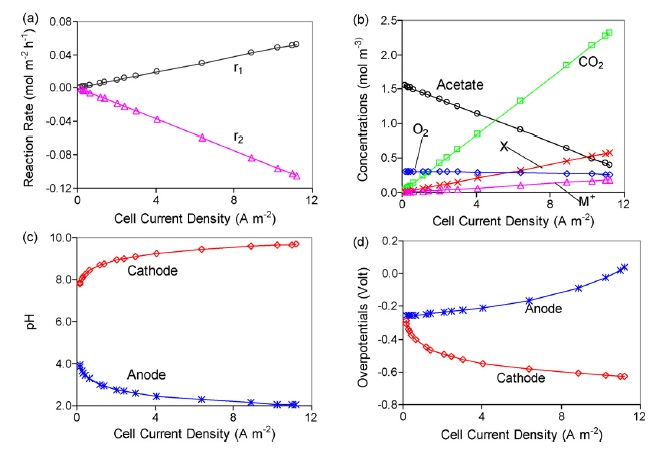 (a)
0.08
0.04
0.00
-0.04
-0.08
-0.12
Reaction Rate (mol m⁻² h⁻¹)
r₁
r₂
0 4 8 12
Cell Current Density (A m⁻²)
(b)
2.5
2.0
1.5
1.0
0.5
0.0
Concentrations (mol m⁻³)
CO₂
Acetate
O₂
X
M⁺
0 4 8 12
Cell Current Density (A m⁻²)
(c)
10.0
8.0
6.0
4.0
2.0
pH
Cathode
Anode
0 4 8 12
Cell Current Density (A m⁻²)
(d)
0.2
0.0
-0.2
-0.4
-0.6
-0.8
Overpotentials (Volt)
Anode
Cathode
0 4 8 12
Cell Current Density (A m⁻²)